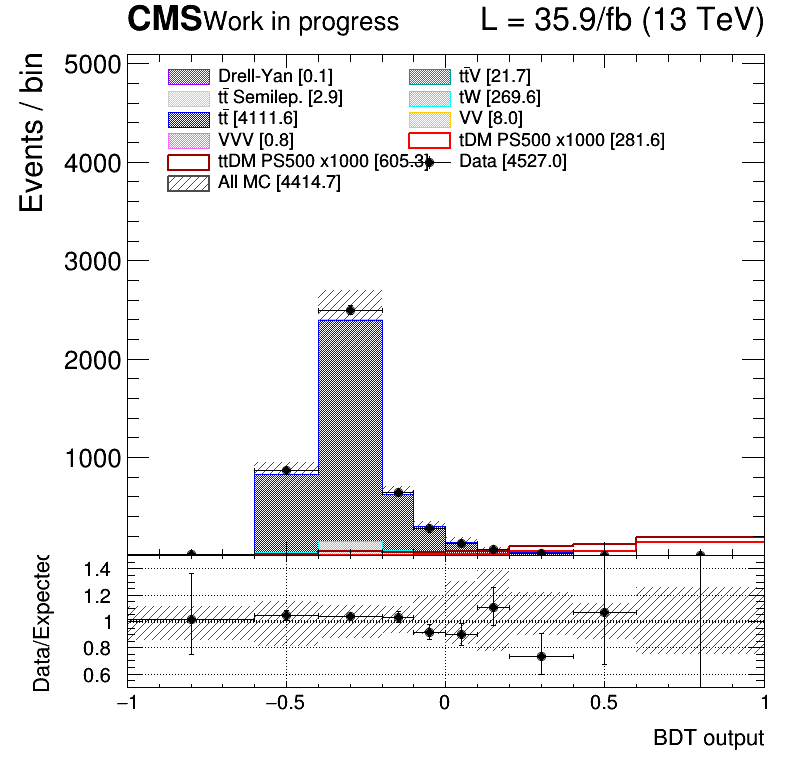 CMS Work in progress L = 35.9/fb (13 TeV)
Events / bin
5000
4000
3000
2000
1000
Drell-Yan [0.1]
tt̄V [21.7]
tt̄ Semilep. [2.9]
tW [269.6]
tt̄ [4111.6]
VV [8.0]
VVV [0.8]
tDM PS500 x1000 [281.6]
ttDM PS500 x1000 [605.3]
Data [4527.0]
All MC [4414.7]
Data/Expected
1.4
1.2
1
0.8
0.6
−1 −0.5 0 0.5 1
BDT output